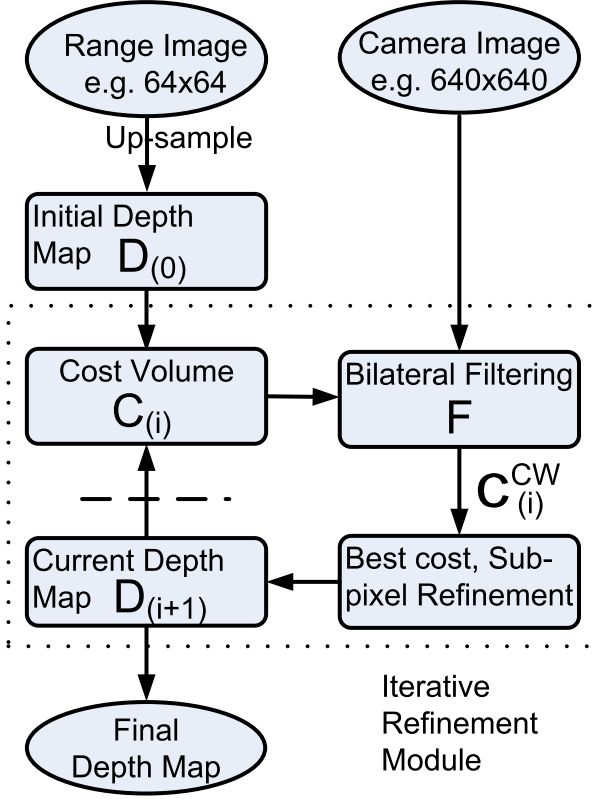 Range Image
e.g. 64x64
Camera Image
e.g. 640x640
Up-sample
Initial Depth
Map D(0)
Cost Volume
C(i)
Bilateral Filtering
F
C(i)CW
Current Depth
Map D(i+1)
Best cost, Sub-
pixel Refinement
Final
Depth Map
Iterative
Refinement
Module